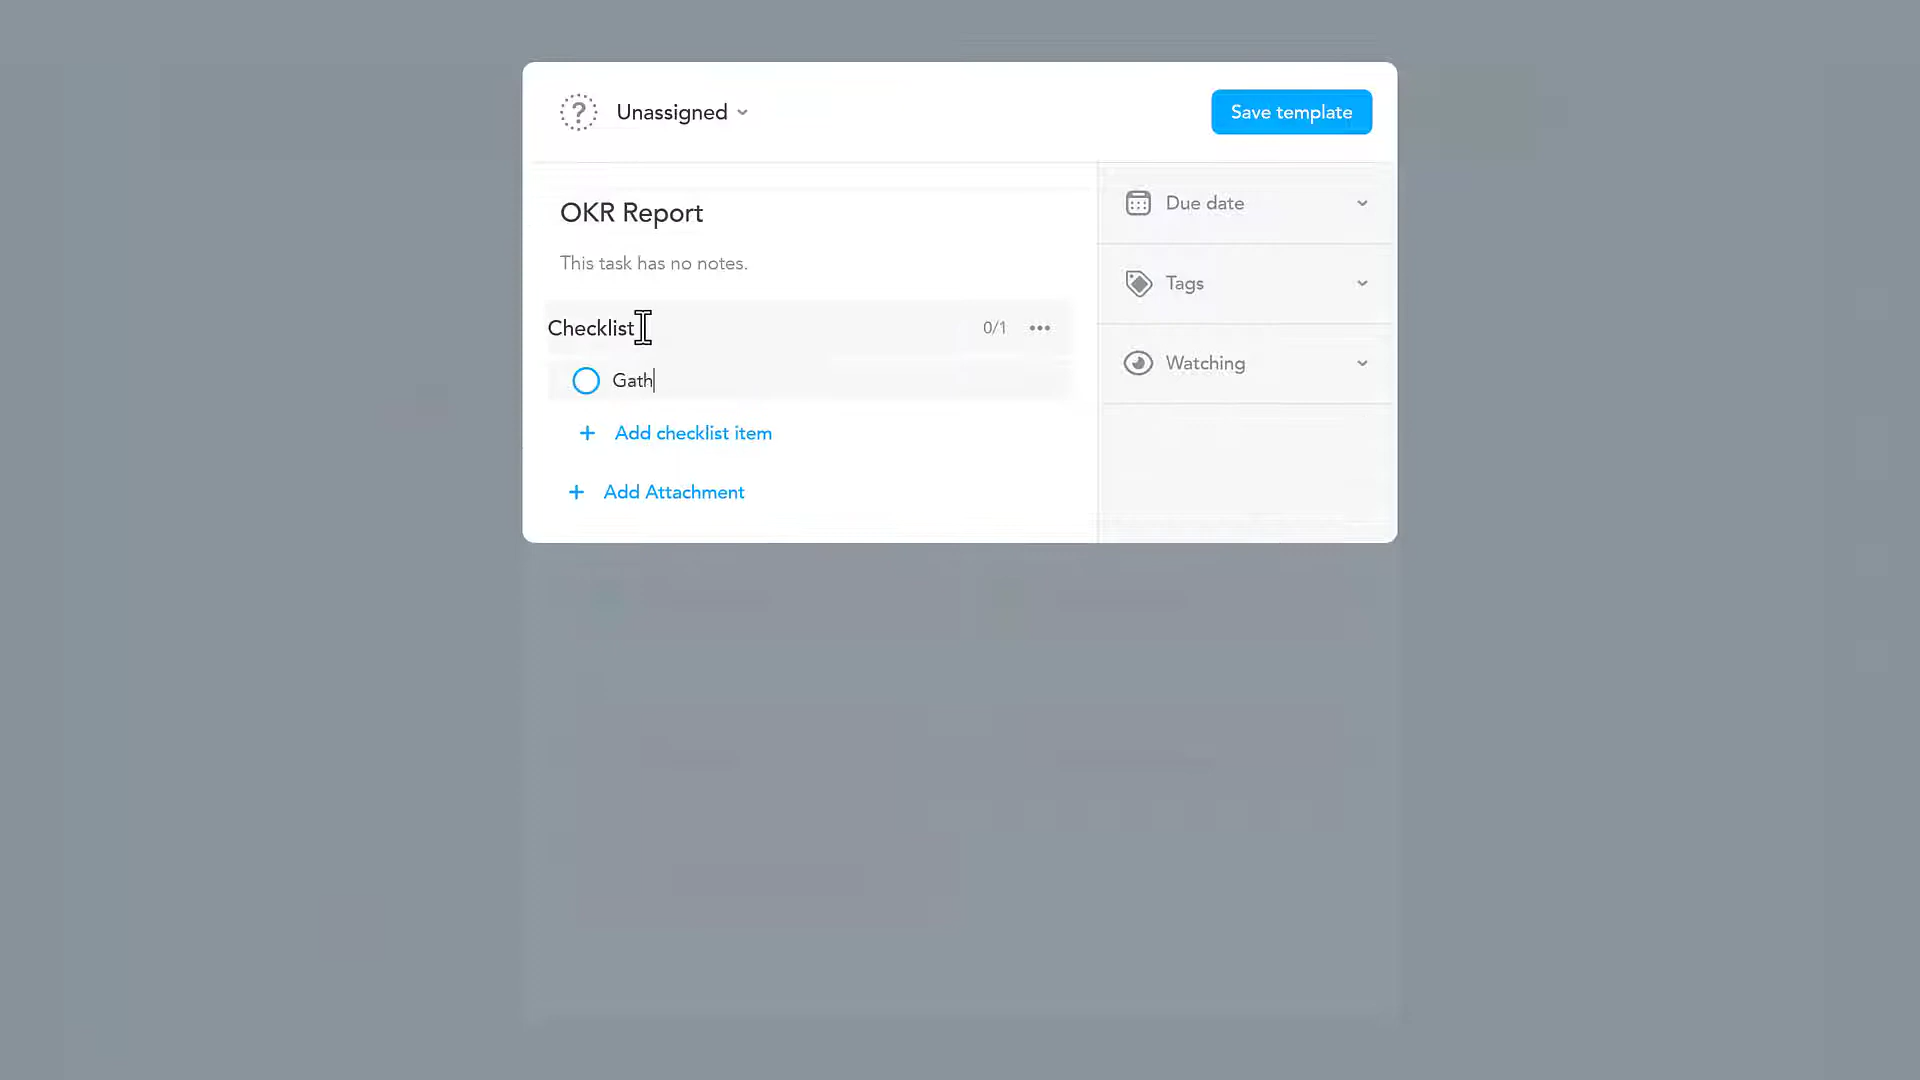 Unassigned
Save template
OKR Report
This task has no notes.
Checklist
0/1
Gath
Add checklist item
Add Attachment
Due date
Tags
Watching